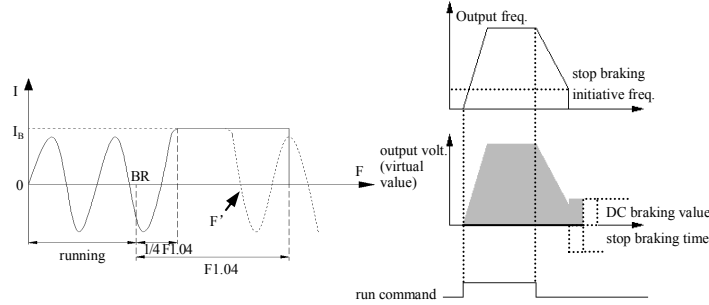 I
I_B
0
BR
F
F'
running
1/4 F1.04
F1.04
Output freq.
stop braking
initiative freq.
output volt.
(virtual
value)
DC braking value
stop braking time
run command